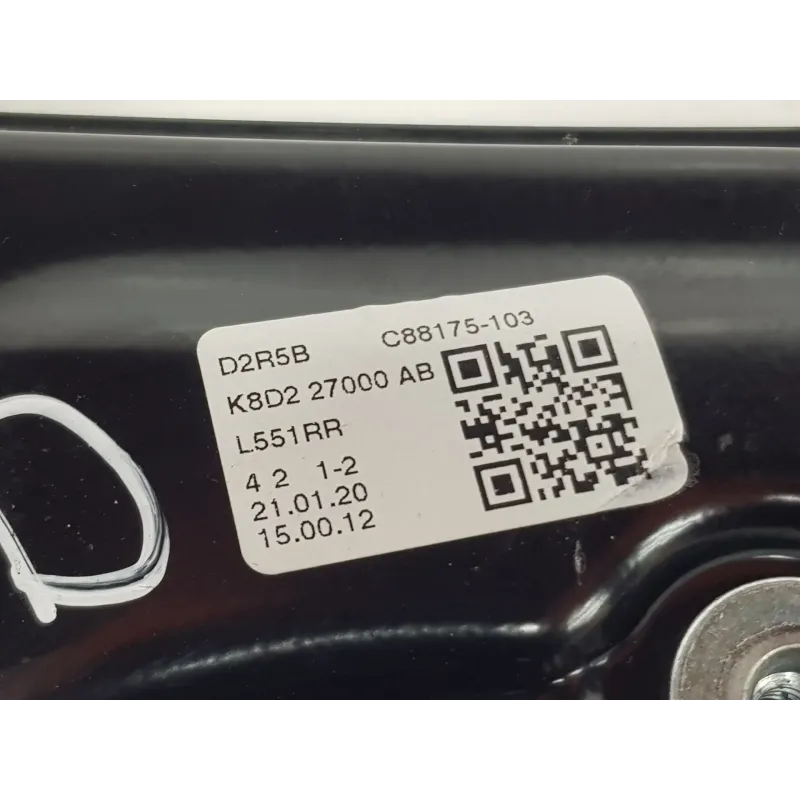 D2R5B C88175-103
K8D2 27000 AB
L551RR
4 2 1-2
21.01.20
15.00.12
D